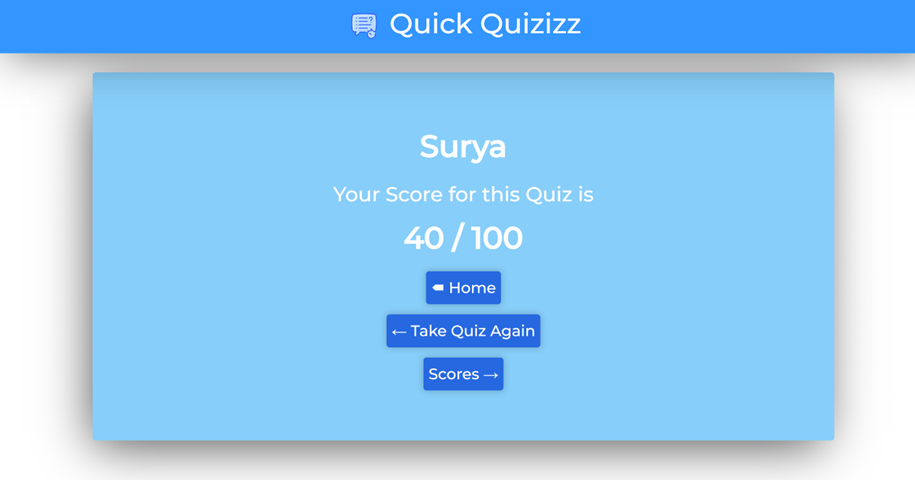 Quick Quizizz
Surya
Your Score for this Quiz is
40 / 100
Home
← Take Quiz Again
Scores →